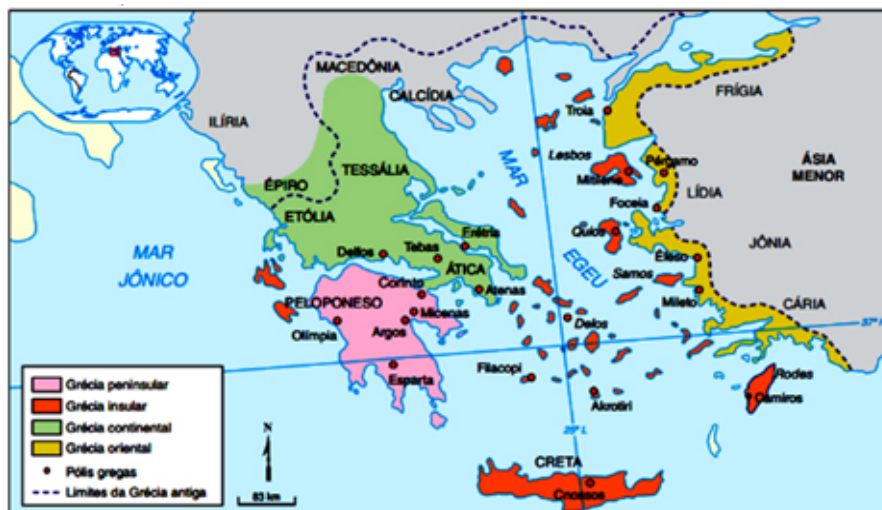 MACEDÔNIA
CALCÍDIA
ILÍRIA
FRÍGIA
Troia
ÉPIRO
TESSÁLIA
MAR
Lesbos
Pérgamo
ÁSIA
MENOR
Mitilene
LÍDIA
ETÓLIA
Foceia
MAR
JÔNICO
Erétria
Quios
Delfos
Tebas
EGEU
JÔNIA
ÁTICA
Éfeso
Samos
Corinto
Atenas
Mileto
CÁRIA
PELOPONESO
Micenas
Delos
Olímpia
Argos
37° N
Esparta
Filacopi
Rodes
Akrotiri
Camiros
25° L
CRETA
Cnossos
Grécia peninsular
Grécia insular
Grécia continental
Grécia oriental
Pólis gregas
Limites da Grécia antiga
N
83 km